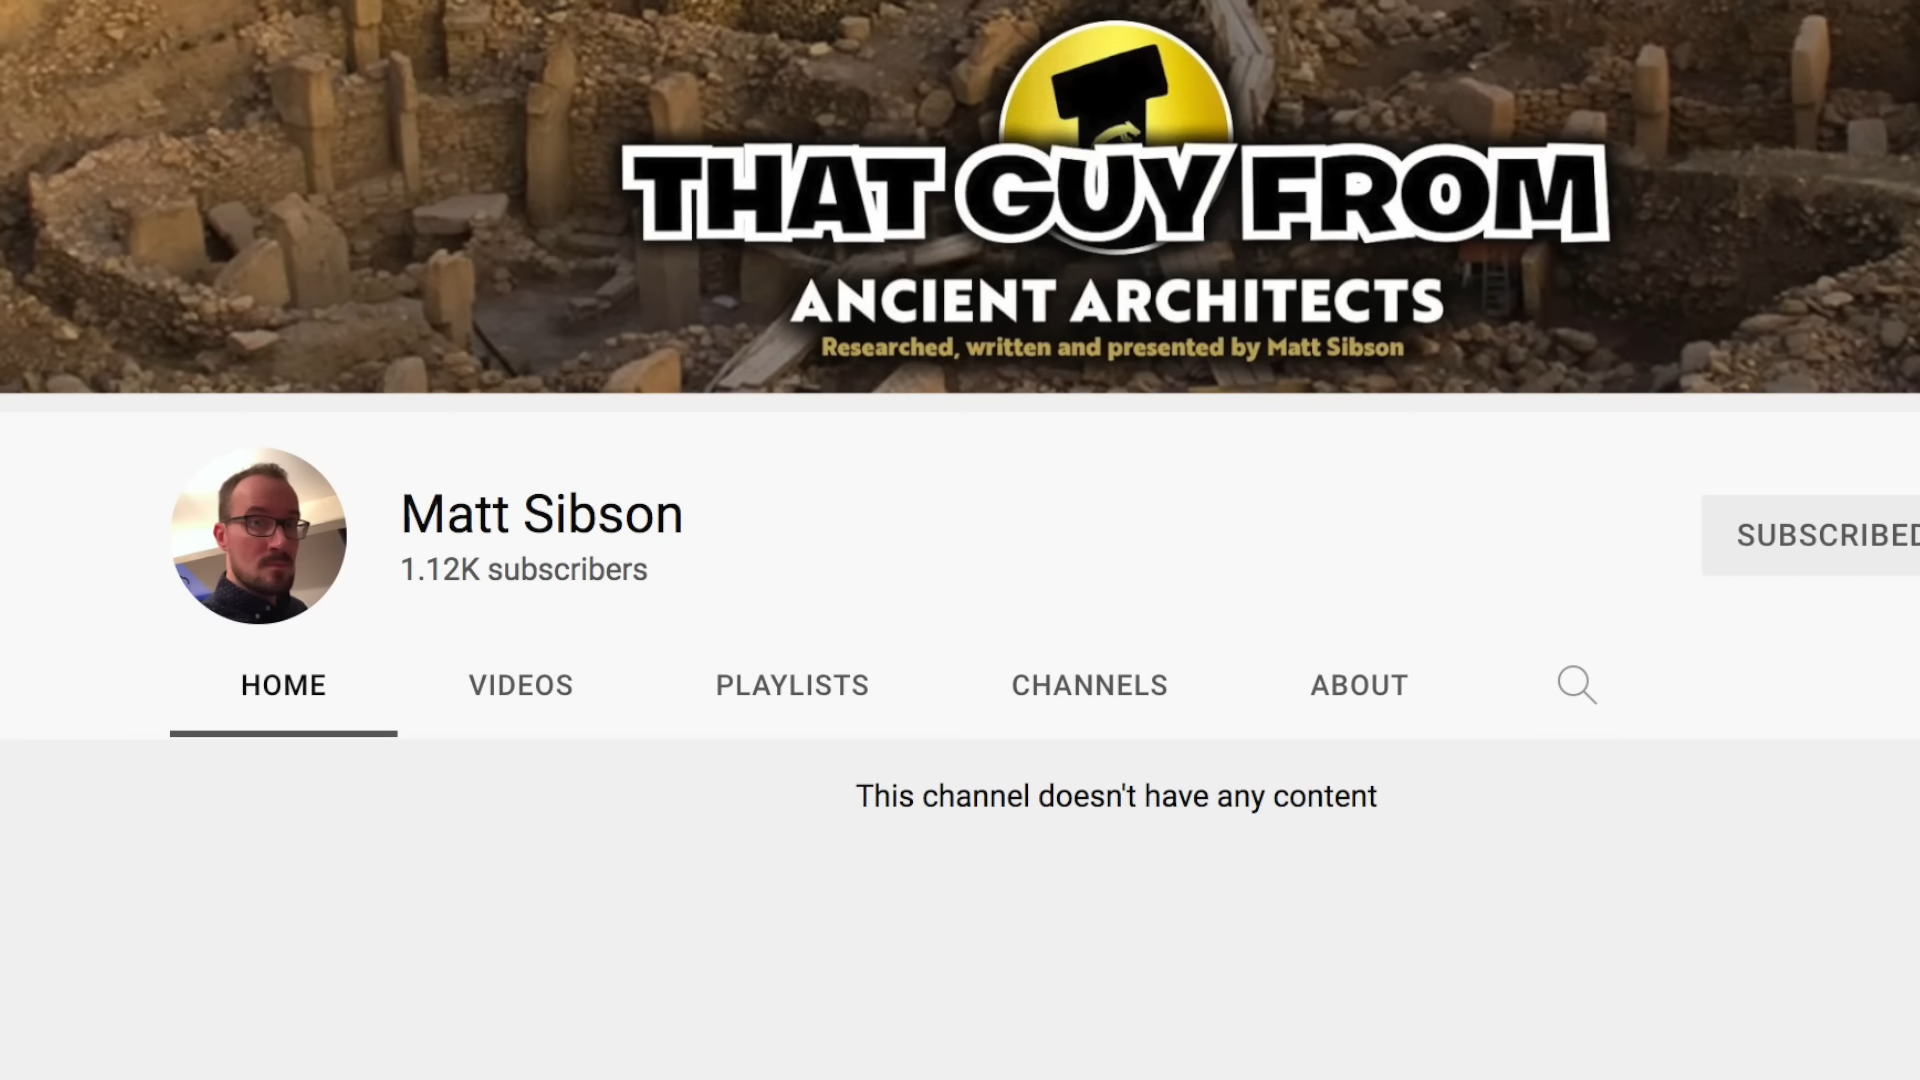 THAT GUY FROM
ANCIENT ARCHITECTS
Researched, written and presented by Matt Sibson
Matt Sibson
1.12K subscribers
SUBSCRIBED
HOME VIDEOS PLAYLISTS CHANNELS ABOUT
This channel doesn't have any content